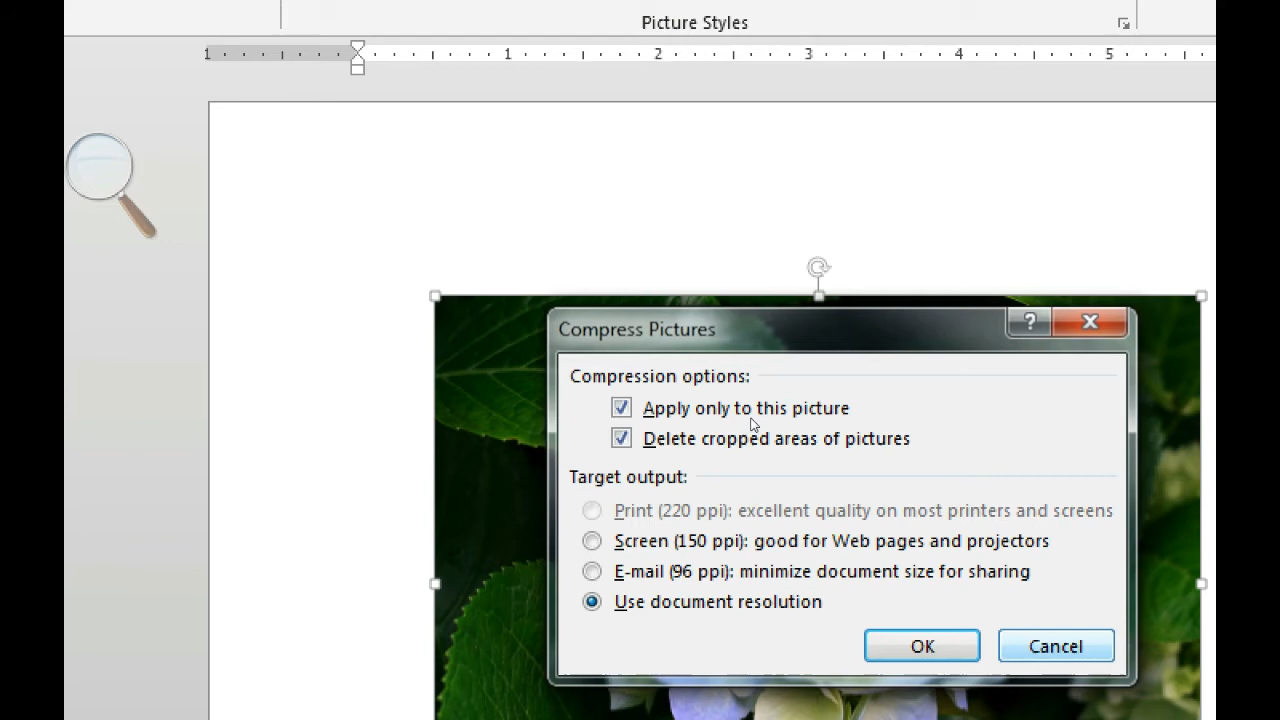 Picture Styles
1 1 2 3 4 5
Compress Pictures
?
Compression options:
Apply only to this picture
Delete cropped areas of pictures
Target output:
Print (220 ppi): excellent quality on most printers and screens
Screen (150 ppi): good for Web pages and projectors
E-mail (96 ppi): minimize document size for sharing
Use document resolution
OK Cancel